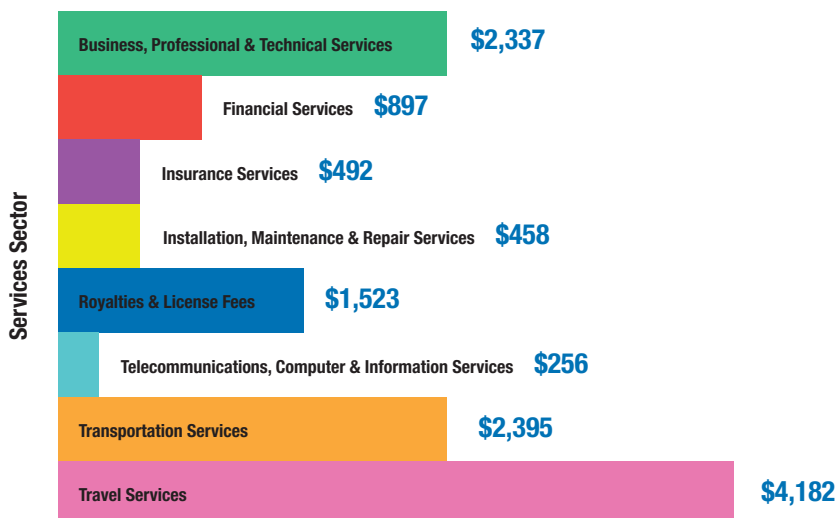 Services Sector
Business, Professional & Technical Services $2,337
Financial Services $897
Insurance Services $492
Installation, Maintenance & Repair Services $458
Royalties & License Fees $1,523
Telecommunications, Computer & Information Services $256
Transportation Services $2,395
Travel Services $4,182